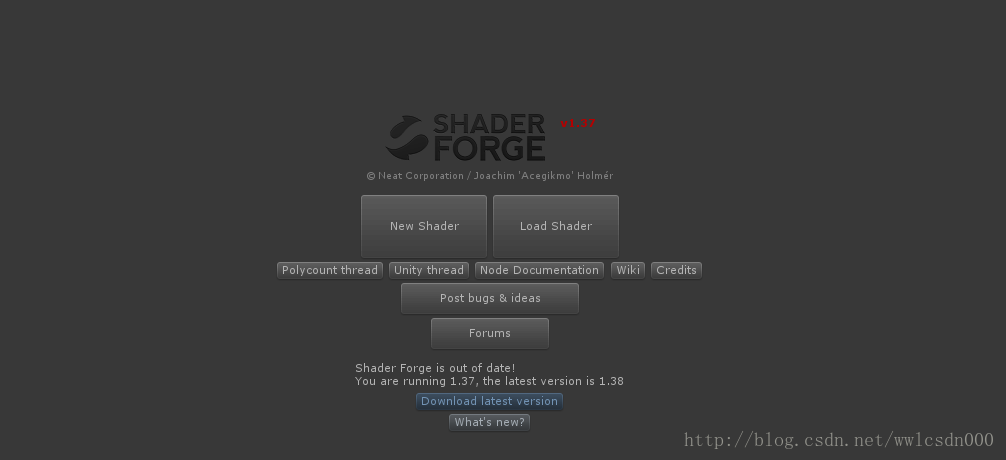 SHADER
FORGE
v1.37
© Neat Corporation / Joachim 'Acegikmo' Holmér
New Shader
Load Shader
Polycount thread
Unity thread
Node Documentation
Wiki
Credits
Post bugs & ideas
Forums
Shader Forge is out of date!
You are running 1.37, the latest version is 1.38
Download latest version
What's new?
http://blog.csdn.net/wwlcsdn000